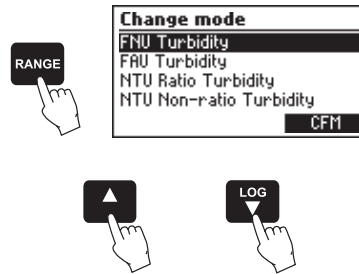 Change mode
FNU Turbidity
FAU Turbidity
NTU Ratio Turbidity
NTU Non-ratio Turbidity
CFM
RANGE
LOG